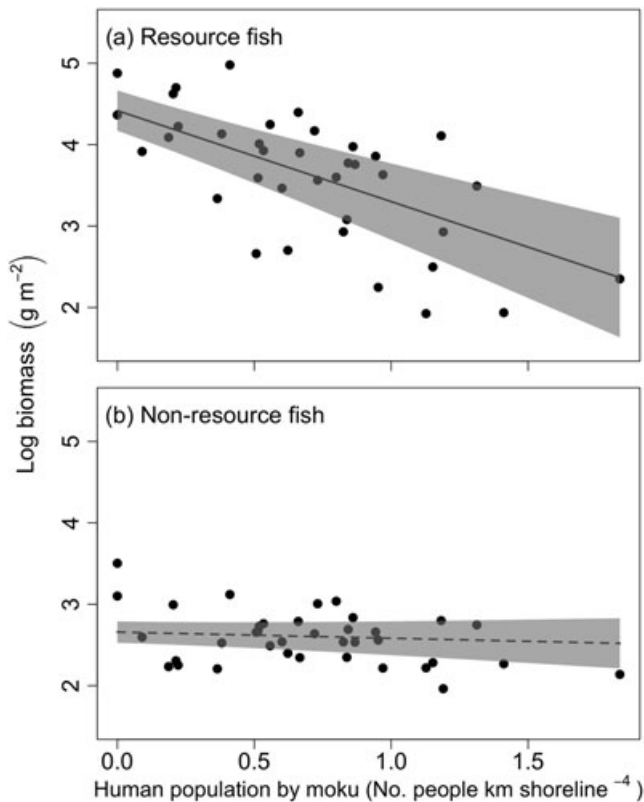 (a) Resource fish
5
4
3
2
Log biomass (g m⁻²)
(b) Non-resource fish
5
4
3
2
0.0 0.5 1.0 1.5
Human population by moku (No. people km shoreline ⁻⁴)